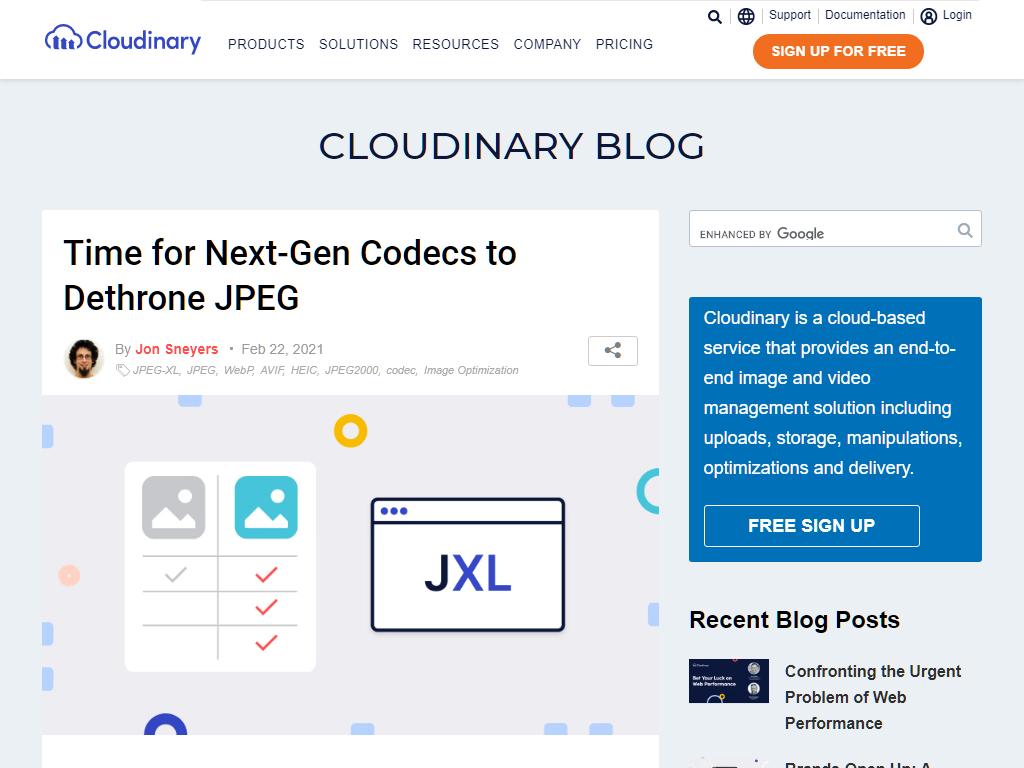 Support
Documentation
Login
Cloudinary
PRODUCTS SOLUTIONS RESOURCES COMPANY PRICING
SIGN UP FOR FREE
CLOUDINARY BLOG
Time for Next-Gen Codecs to
Dethrone JPEG
By Jon Sneyers • Feb 22, 2021
JPEG-XL, JPEG, WebP, AVIF, HEIC, JPEG2000, codec, Image Optimization
JXL
ENHANCED BY Google
Cloudinary is a cloud-based
service that provides an end-to-
end image and video
management solution including
uploads, storage, manipulations,
optimizations and delivery.
FREE SIGN UP
Recent Blog Posts
Bet Your Luck on
Web Performance
Confronting the Urgent
Problem of Web
Performance
Brands Open Up: A